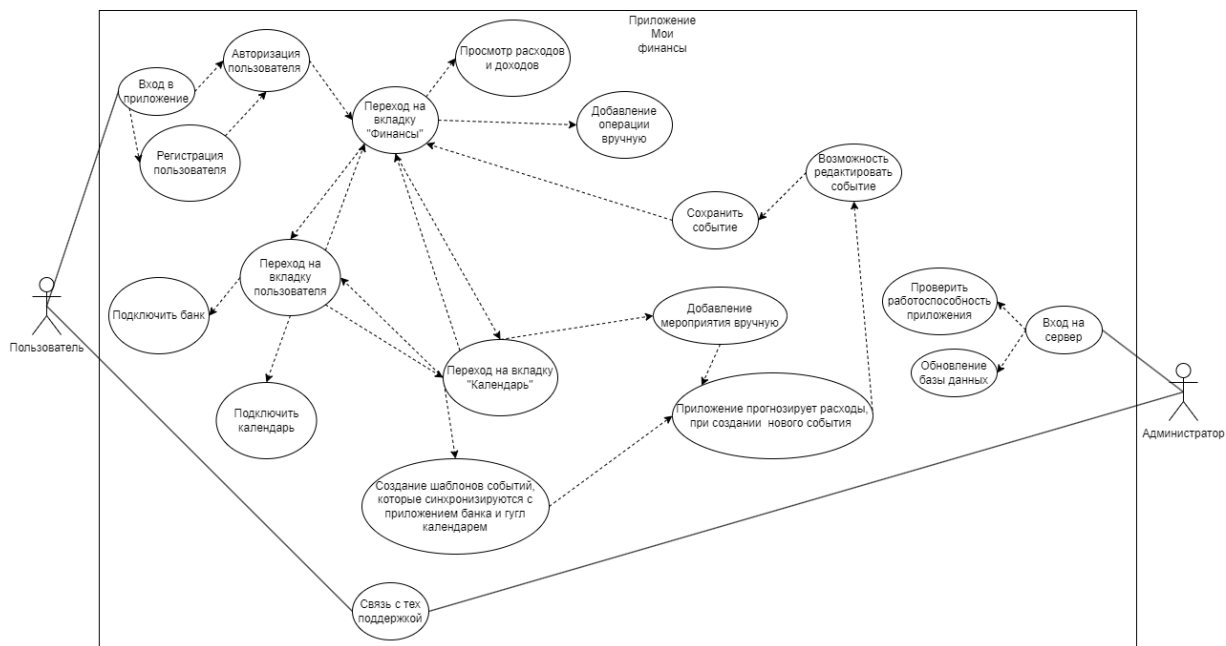 Приложение
Мои
финансы
Авторизация
пользователя
Просмотр расходов
и доходов
Вход в
приложение
Переход на
вкладку
"Финансы"
Добавление
операции
вручную
Регистрация
пользователя
Возможность
редактировать
событие
Сохранить
событие
Переход на
вкладку
пользователя
Подключить банк
Добавление
мероприятия вручную
Проверить
работоспособность
приложения
Вход на
сервер
Пользователь
Переход на вкладку
"Календарь"
Обновление
базы данных
Подключить
календарь
Приложение прогнозирует расходы,
при создании нового события
Администратор
Создание шаблонов событий,
которые синхронизируются с
приложением банка и гугл
календарем
Связь с тех
поддержкой